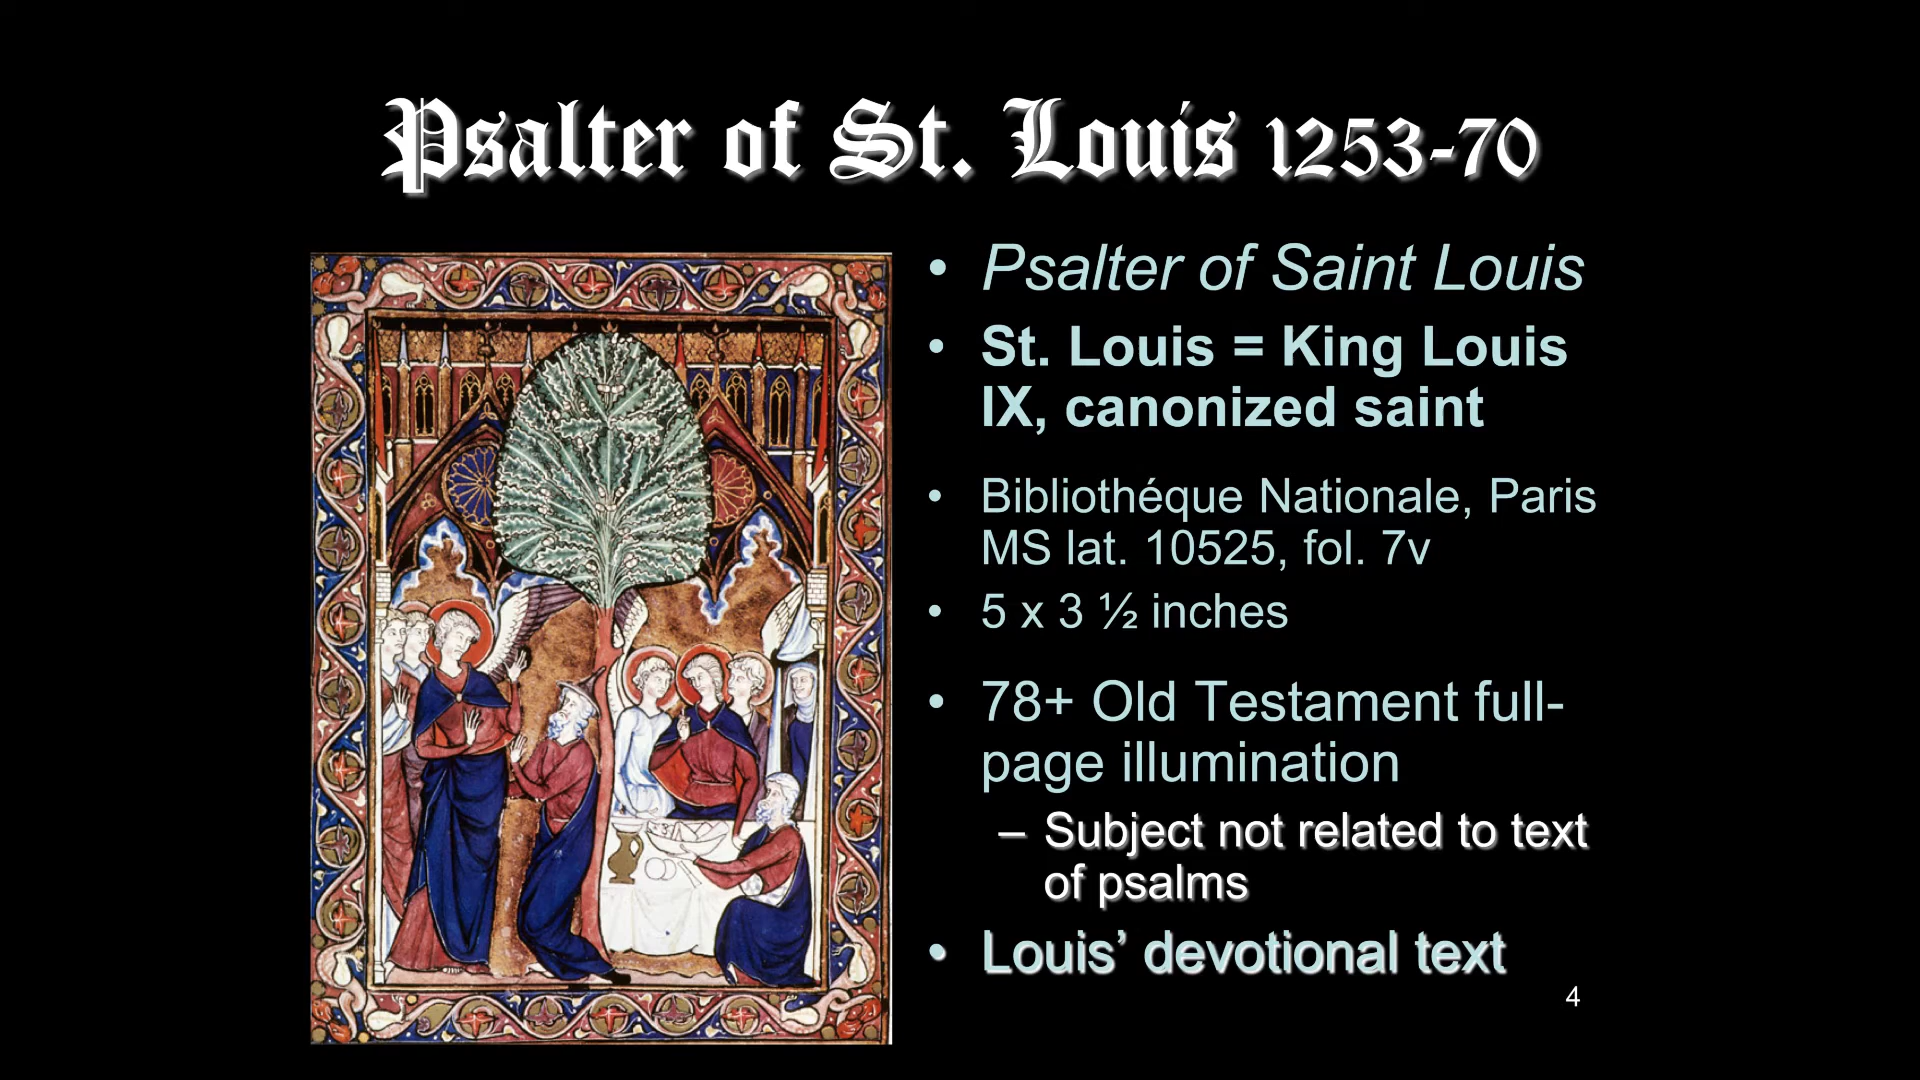 Psalter of St. Louis 1253-70
• Psalter of Saint Louis
• St. Louis = King Louis
IX, canonized saint
• Bibliothéque Nationale, Paris
MS lat. 10525, fol. 7v
• 5 x 3 ½ inches
• 78+ Old Testament full-
page illumination
– Subject not related to text
of psalms
• Louis’ devotional text
4